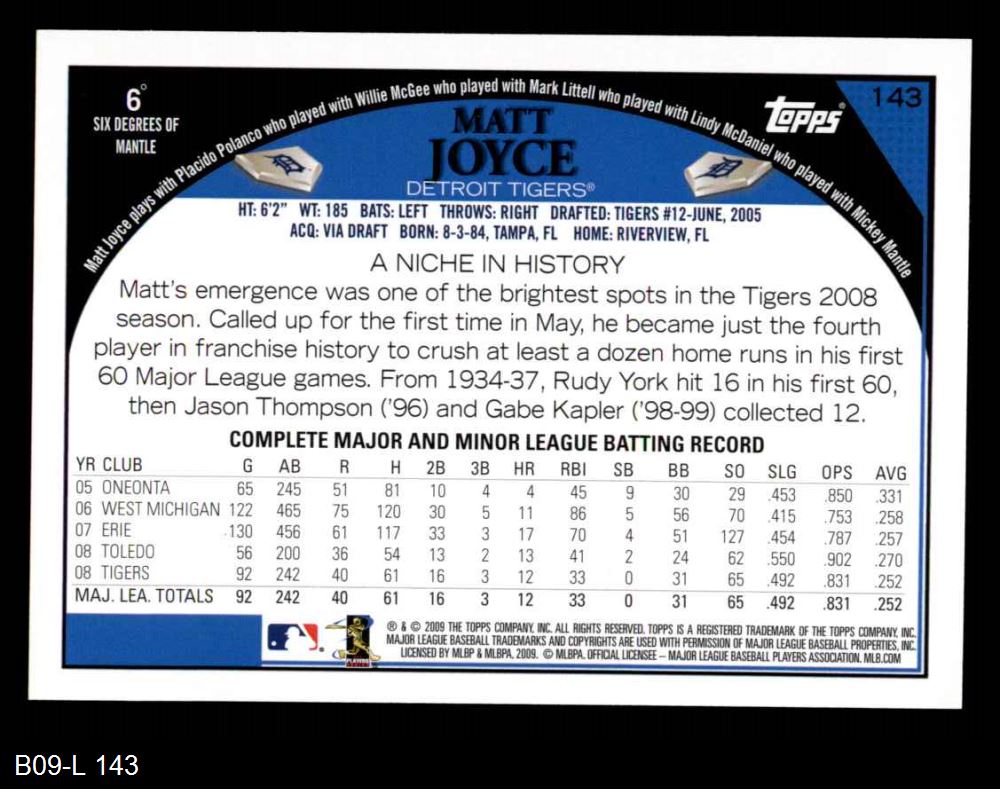 6°
SIX DEGREES OF
MANTLE
Matt Joyce plays with Placido Polanco who played with Willie McGee who played with Mark Littell who played with Lindy McDaniel who played with Mickey Mantle
Topps®
143
MATT
JOYCE
DETROIT TIGERS®
HT: 6'2" WT: 185 BATS: LEFT THROWS: RIGHT DRAFTED: TIGERS #12-JUNE, 2005
ACQ: VIA DRAFT BORN: 8-3-84, TAMPA, FL HOME: RIVERVIEW, FL
A NICHE IN HISTORY
Matt's emergence was one of the brightest spots in the Tigers 2008
season. Called up for the first time in May, he became just the fourth
player in franchise history to crush at least a dozen home runs in his first
60 Major League games. From 1934-37, Rudy York hit 16 in his first 60,
then Jason Thompson ('96) and Gabe Kapler ('98-99) collected 12.
COMPLETE MAJOR AND MINOR LEAGUE BATTING RECORD
YR CLUB G AB R H 2B 3B HR RBI SB BB SO SLG OPS AVG
05 ONEONTA 65 245 51 81 10 4 4 45 9 30 29 .453 .850 .331
06 WEST MICHIGAN 122 465 75 120 30 5 11 86 5 56 70 .415 .753 .258
07 ERIE 130 456 61 117 33 3 17 70 4 51 127 .454 .787 .257
08 TOLEDO 56 200 36 54 13 2 13 41 2 24 62 .550 .902 .270
08 TIGERS 92 242 40 61 16 3 12 33 0 31 65 .492 .831 .252
MAJ. LEA. TOTALS 92 242 40 61 16 3 12 33 0 31 65 .492 .831 .252
® & © 2009 THE TOPPS COMPANY, INC. ALL RIGHTS RESERVED. TOPPS IS A REGISTERED TRADEMARK OF THE TOPPS COMPANY, INC.
MAJOR LEAGUE BASEBALL TRADEMARKS AND COPYRIGHTS ARE USED WITH PERMISSION OF MAJOR LEAGUE BASEBALL PROPERTIES, INC.
LICENSED BY MLBP & MLBPA, 2009. © MLBPA. OFFICIAL LICENSEE – MAJOR LEAGUE BASEBALL PLAYERS ASSOCIATION. MLB.COM
B09-L 143